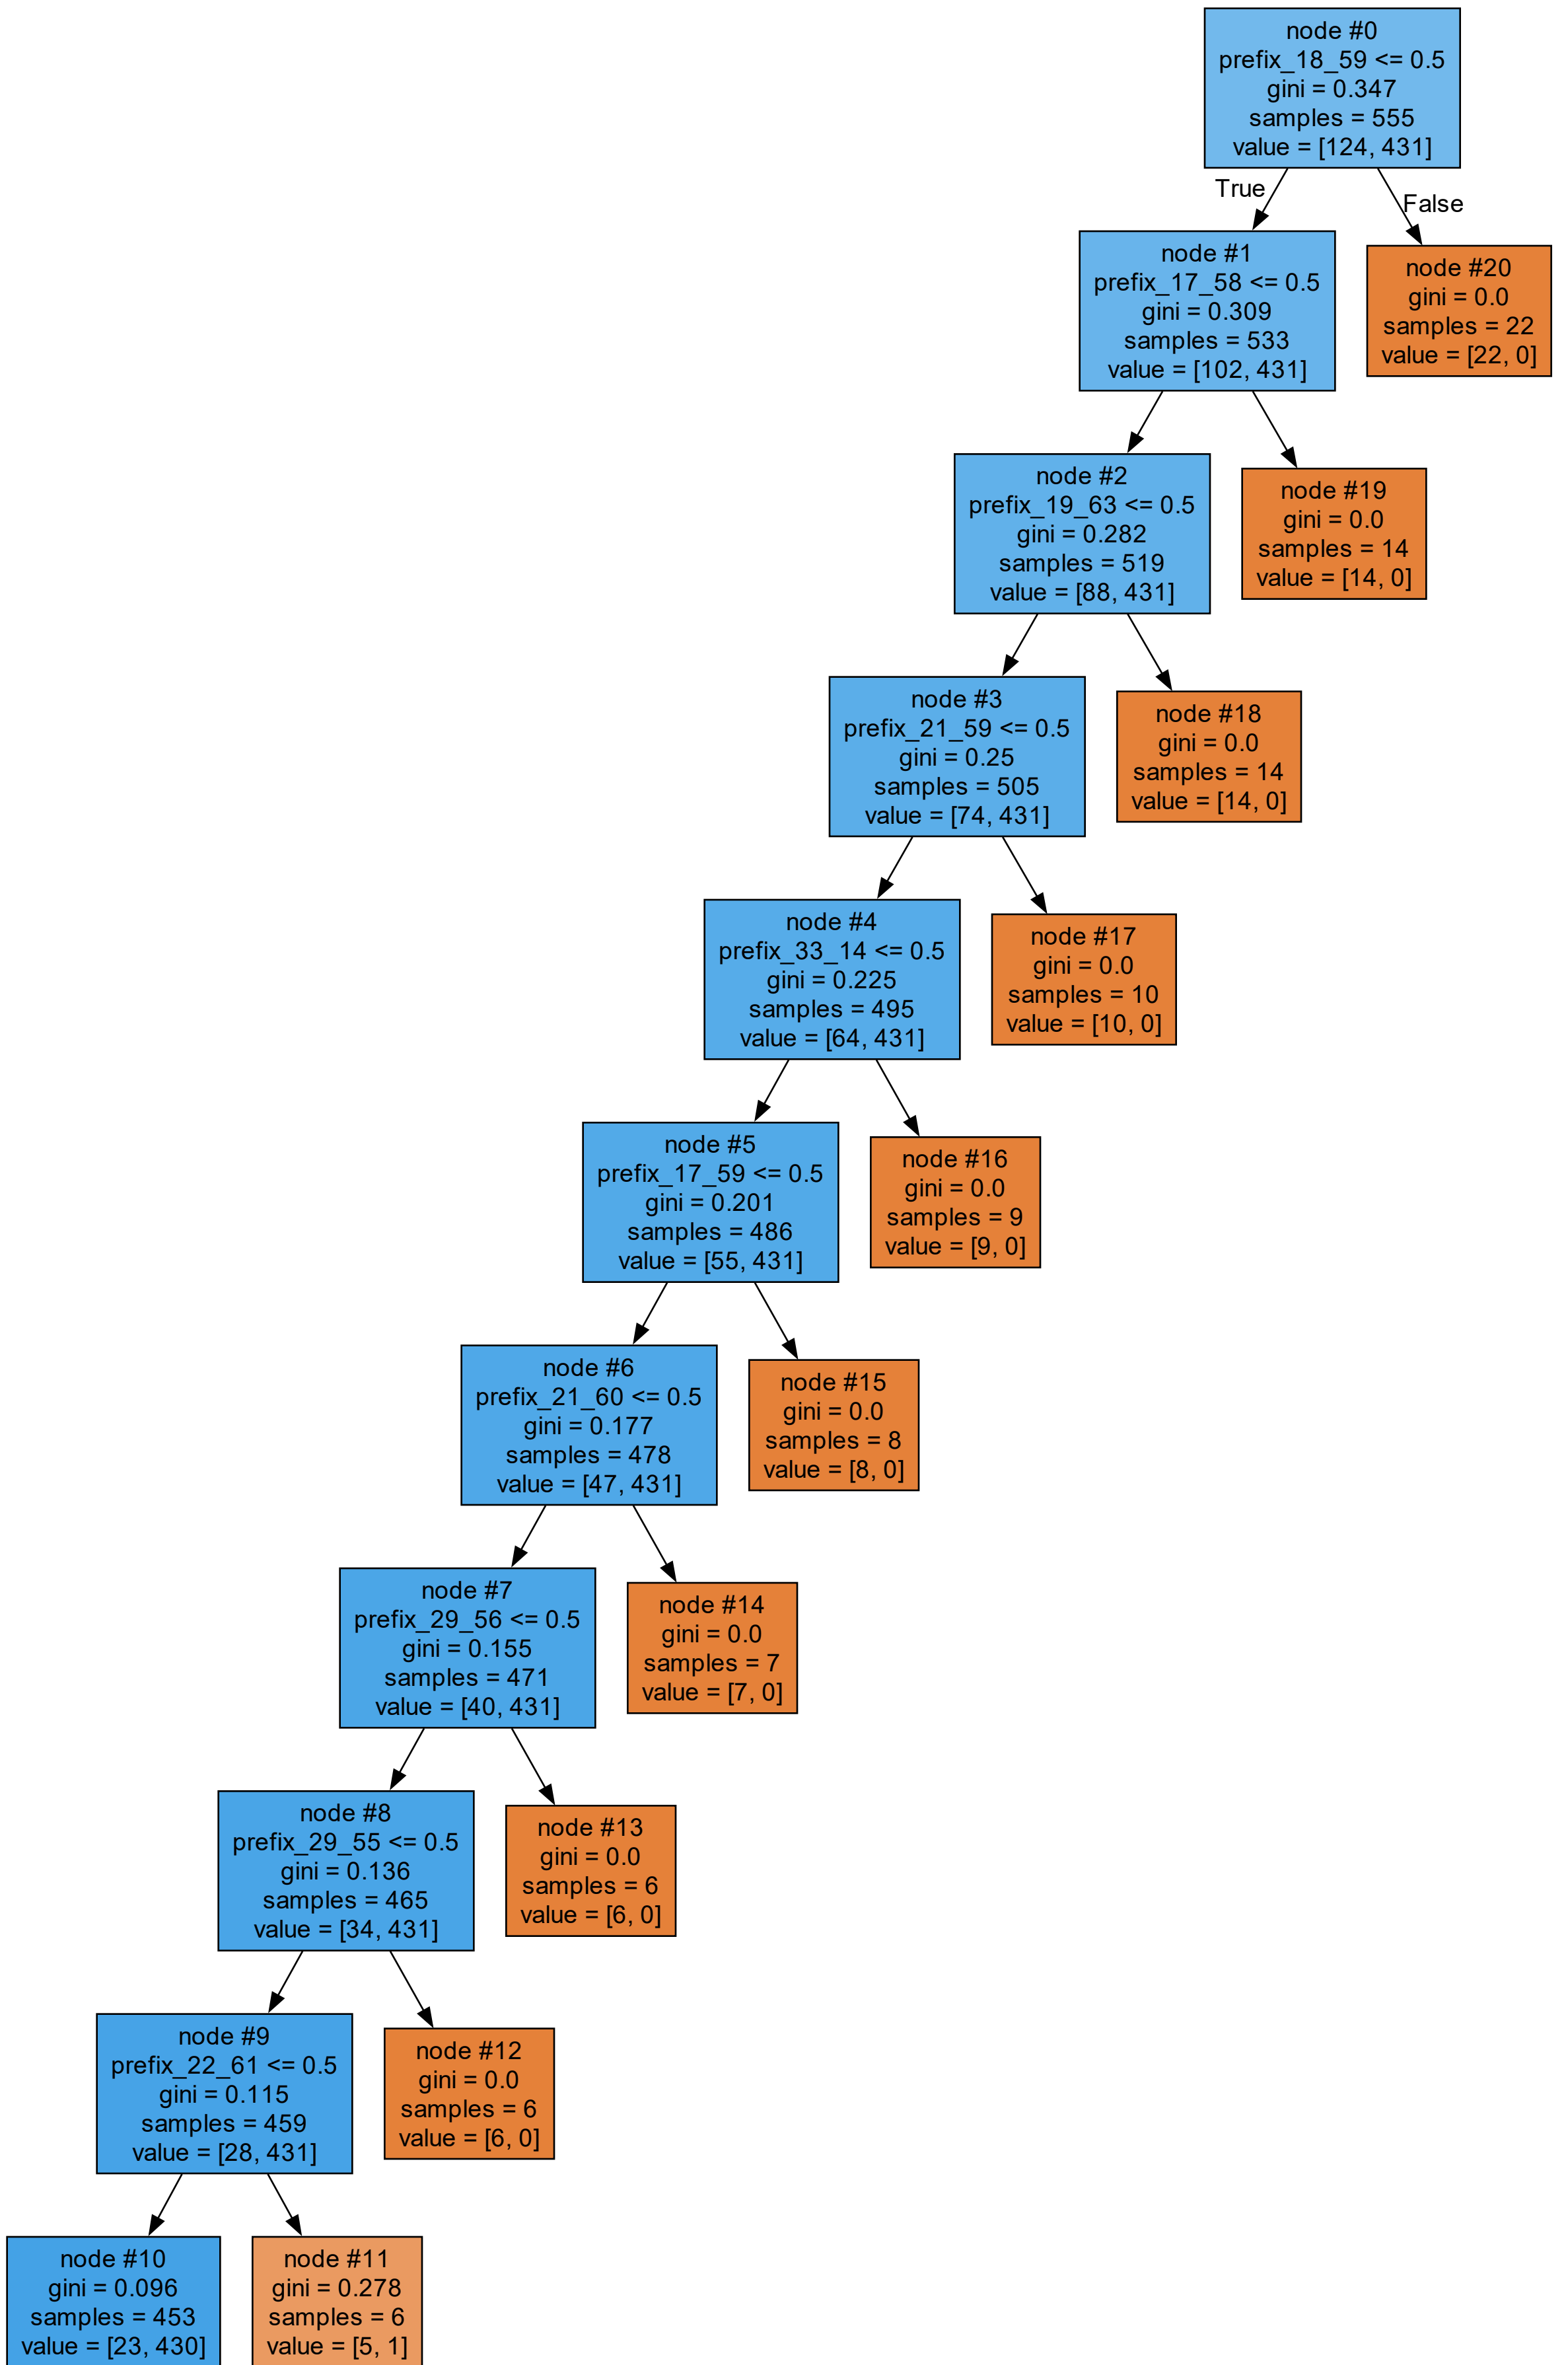 node #0
prefix_18_59 <= 0.5
gini = 0.347
samples = 555
value = [124, 431]
True
False
node #1
prefix_17_58 <= 0.5
gini = 0.309
samples = 533
value = [102, 431]
node #20
gini = 0.0
samples = 22
value = [22, 0]
node #2
prefix_19_63 <= 0.5
gini = 0.282
samples = 519
value = [88, 431]
node #19
gini = 0.0
samples = 14
value = [14, 0]
node #3
prefix_21_59 <= 0.5
gini = 0.25
samples = 505
value = [74, 431]
node #18
gini = 0.0
samples = 14
value = [14, 0]
node #4
prefix_33_14 <= 0.5
gini = 0.225
samples = 495
value = [64, 431]
node #17
gini = 0.0
samples = 10
value = [10, 0]
node #5
prefix_17_59 <= 0.5
gini = 0.201
samples = 486
value = [55, 431]
node #16
gini = 0.0
samples = 9
value = [9, 0]
node #6
prefix_21_60 <= 0.5
gini = 0.177
samples = 478
value = [47, 431]
node #15
gini = 0.0
samples = 8
value = [8, 0]
node #7
prefix_29_56 <= 0.5
gini = 0.155
samples = 471
value = [40, 431]
node #14
gini = 0.0
samples = 7
value = [7, 0]
node #8
prefix_29_55 <= 0.5
gini = 0.136
samples = 465
value = [34, 431]
node #13
gini = 0.0
samples = 6
value = [6, 0]
node #9
prefix_22_61 <= 0.5
gini = 0.115
samples = 459
value = [28, 431]
node #12
gini = 0.0
samples = 6
value = [6, 0]
node #10
gini = 0.096
samples = 453
value = [23, 430]
node #11
gini = 0.278
samples = 6
value = [5, 1]